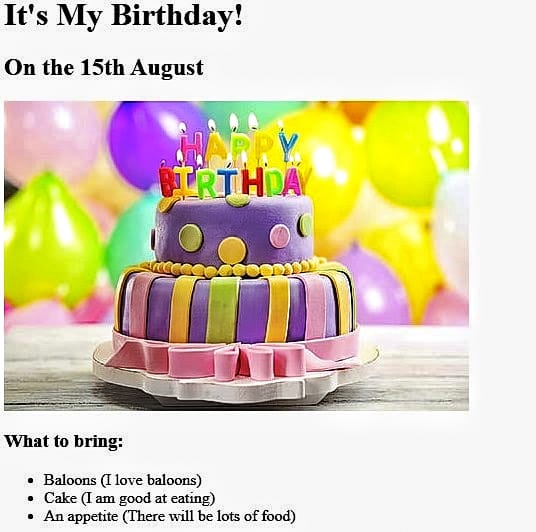 It's My Birthday!
On the 15th August
HAPPY
BIRTHDAY
What to bring:
Baloons (I love baloons)
Cake (I am good at eating)
An appetite (There will be lots of food)